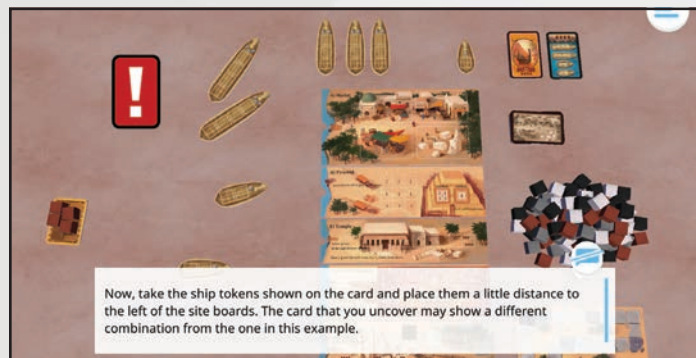 Now, take the ship tokens shown on the card and place them a little distance to
the left of the site boards. The card that you uncover may show a different
combination from the one in this example.